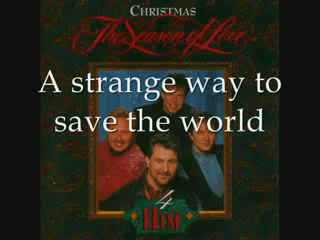 CHRISTMAS
The Season of Love
A strange way to
save the world
4
HIM